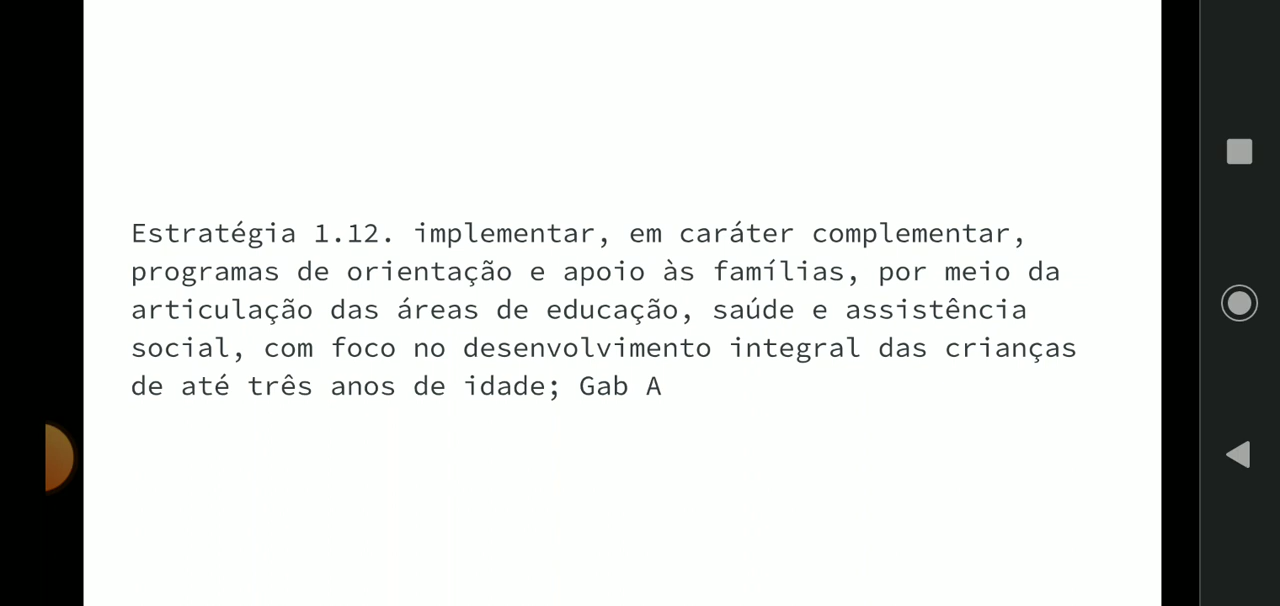 Estratégia 1.12. implementar, em caráter complementar,
programas de orientação e apoio às famílias, por meio da
articulação das áreas de educação, saúde e assistência
social, com foco no desenvolvimento integral das crianças
de até três anos de idade; Gab A